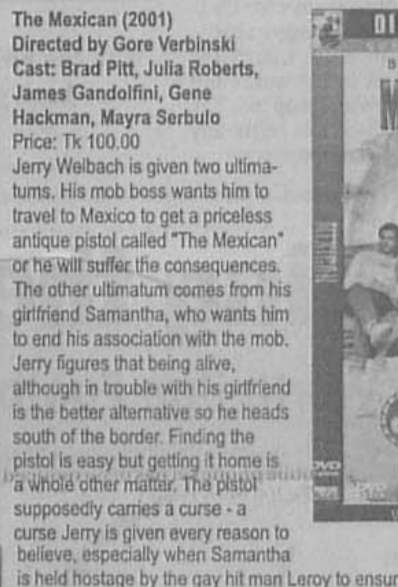 The Mexican (2001)
Directed by Gore Verbinski
Cast: Brad Pitt, Julia Roberts,
James Gandolfini, Gene
Hackman, Mayra Serbulo
Price: Tk 100.00
Jerry Welbach is given two ultima-
tums. His mob boss wants him to
travel to Mexico to get a priceless
antique pistol called "The Mexican"
or he will suffer the consequences.
The other ultimatum comes from his
girlfriend Samantha, who wants him
to end his association with the mob.
Jerry figures that being alive,
although in trouble with his girlfriend
is the better alternative so he heads
south of the border. Finding the
pistol is easy but getting it home is
a whole other matter. The pistol
supposedly carries a curse - a
curse Jerry is given every reason to
believe, especially when Samantha
is held hostage by the gay hit man Leroy to ensur
DVD